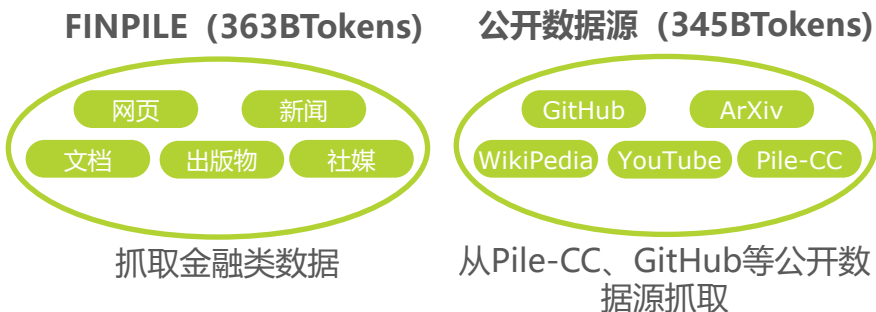 FINPILE（363BTokens)
公开数据源（345BTokens)
网页
新闻
文档
出版物
社媒
GitHub
ArXiv
WikiPedia
YouTube
Pile-CC
抓取金融类数据
从Pile-CC、GitHub等公开数
据源抓取